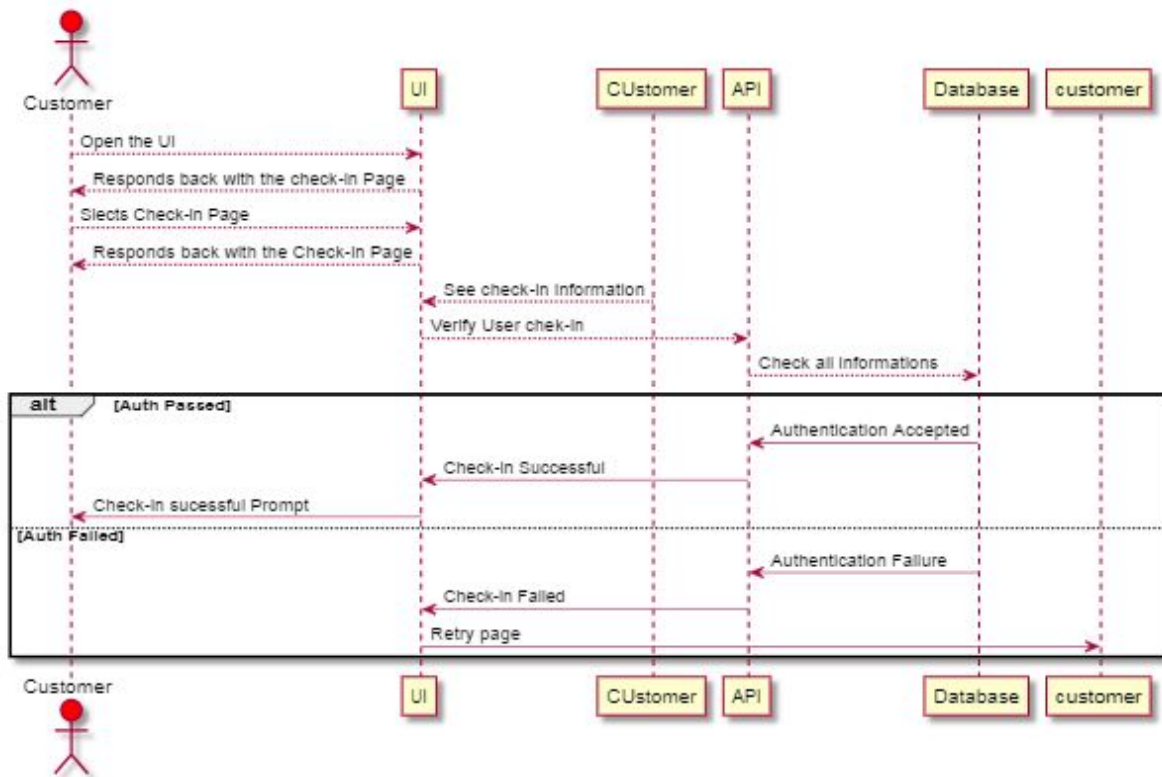 Customer
UI
CUstomer
API
Database
customer
Open the UI
Responds back with the check-in Page
Slects Check-in Page
Responds back with the Check-in Page
See check-in information
Verify User chek-in
Check all informations
alt [Auth Passed]
Authentication Accepted
Check-in Successful
Check-in sucessful Prompt
[Auth Failed]
Authentication Failure
Check-in Failed
Retry page
Customer
UI
CUstomer
API
Database
customer